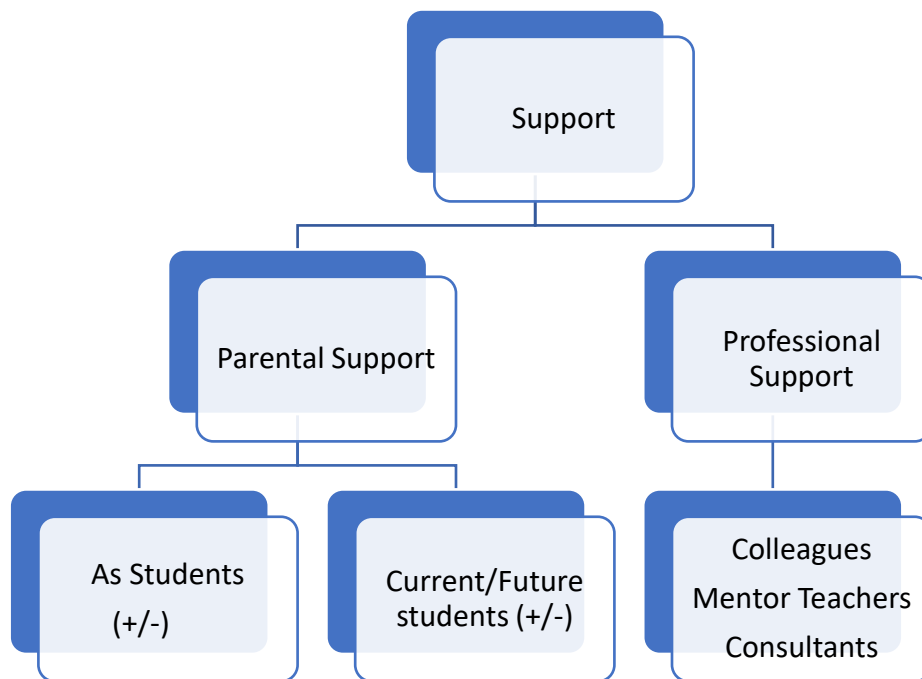 Support
Parental Support
Professional
Support
As Students
(+/-)
Current/Future
students (+/-)
Colleagues
Mentor Teachers
Consultants